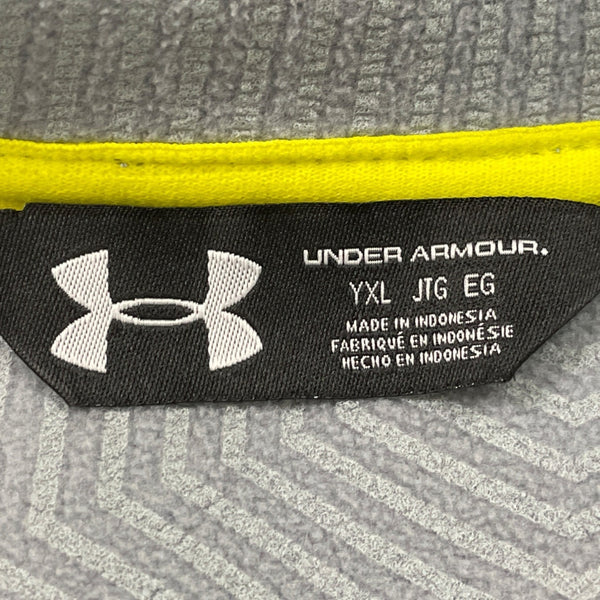 UNDER ARMOUR.
YXL JTG EG
MADE IN INDONESIA
FABRIQUÉ EN INDONÉSIE
HECHO EN INDONESIA